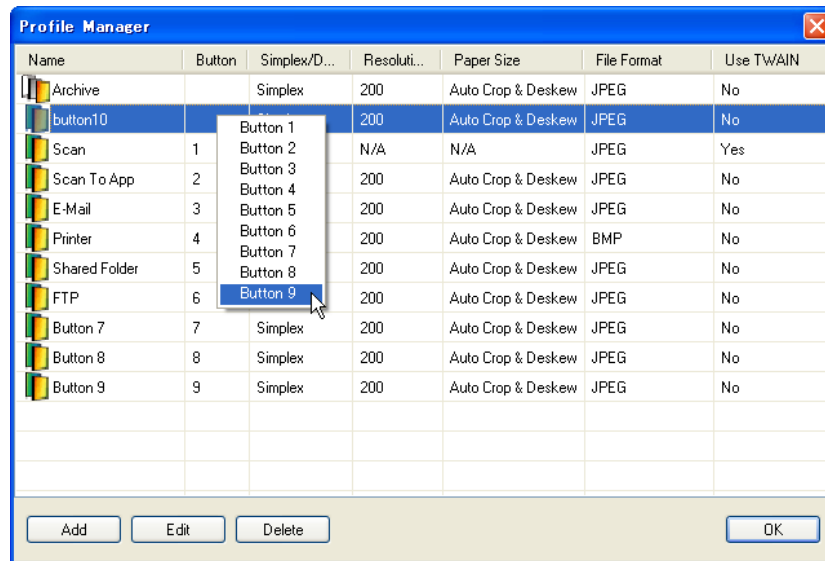 Profile Manager
Name Button Simplex/D... Resoluti... Paper Size File Format Use TWAIN
Archive Simplex 200 Auto Crop & Deskew JPEG No
button10 200 Auto Crop & Deskew JPEG No
Scan 1 N/A N/A JPEG Yes
Scan To App 2 200 Auto Crop & Deskew JPEG No
E-Mail 3 200 Auto Crop & Deskew JPEG No
Printer 4 200 Auto Crop & Deskew BMP No
Shared Folder 5 200 Auto Crop & Deskew JPEG No
FTP 6 200 Auto Crop & Deskew JPEG No
Button 7 7 Simplex 200 Auto Crop & Deskew JPEG No
Button 8 8 Simplex 200 Auto Crop & Deskew JPEG No
Button 9 9 Simplex 200 Auto Crop & Deskew JPEG No
Button 1
Button 2
Button 3
Button 4
Button 5
Button 6
Button 7
Button 8
Button 9
Add Edit Delete OK